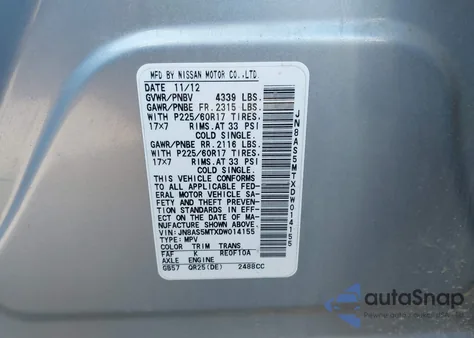 MFD BY NISSAN MOTOR CO.,LTD.
DATE 11/12
GVWR/PNBV 4339 LBS.
GAWR/PNBE FR. 2315 LBS.
WITH P225/60R17 TIRES.
17×7 RIMS.AT 33 PSI
COLD SINGLE.
GAWR/PNBE RR. 2116 LBS.
WITH P225/60R17 TIRES.
17×7 RIMS.AT 33 PSI
COLD SINGLE.
THIS VEHICLE CONFORMS
TO ALL APPLICABLE FED-
ERAL MOTOR VEHICLE SA-
FETY AND THEFT PREVEN-
TION STANDARDS IN EFF-
ECT ON THE DATE OF MA-
NUFACTURE SHOWN ABOVE.
VIN: JN8AS5MTXDW014155
TYPE: MPV
COLOR TRIM TRANS
FAF K RE0F10A
AXLE ENGINE
GB57 QR25(DE) 2488CC
JN8AS5MTXDW014155
autoSnap